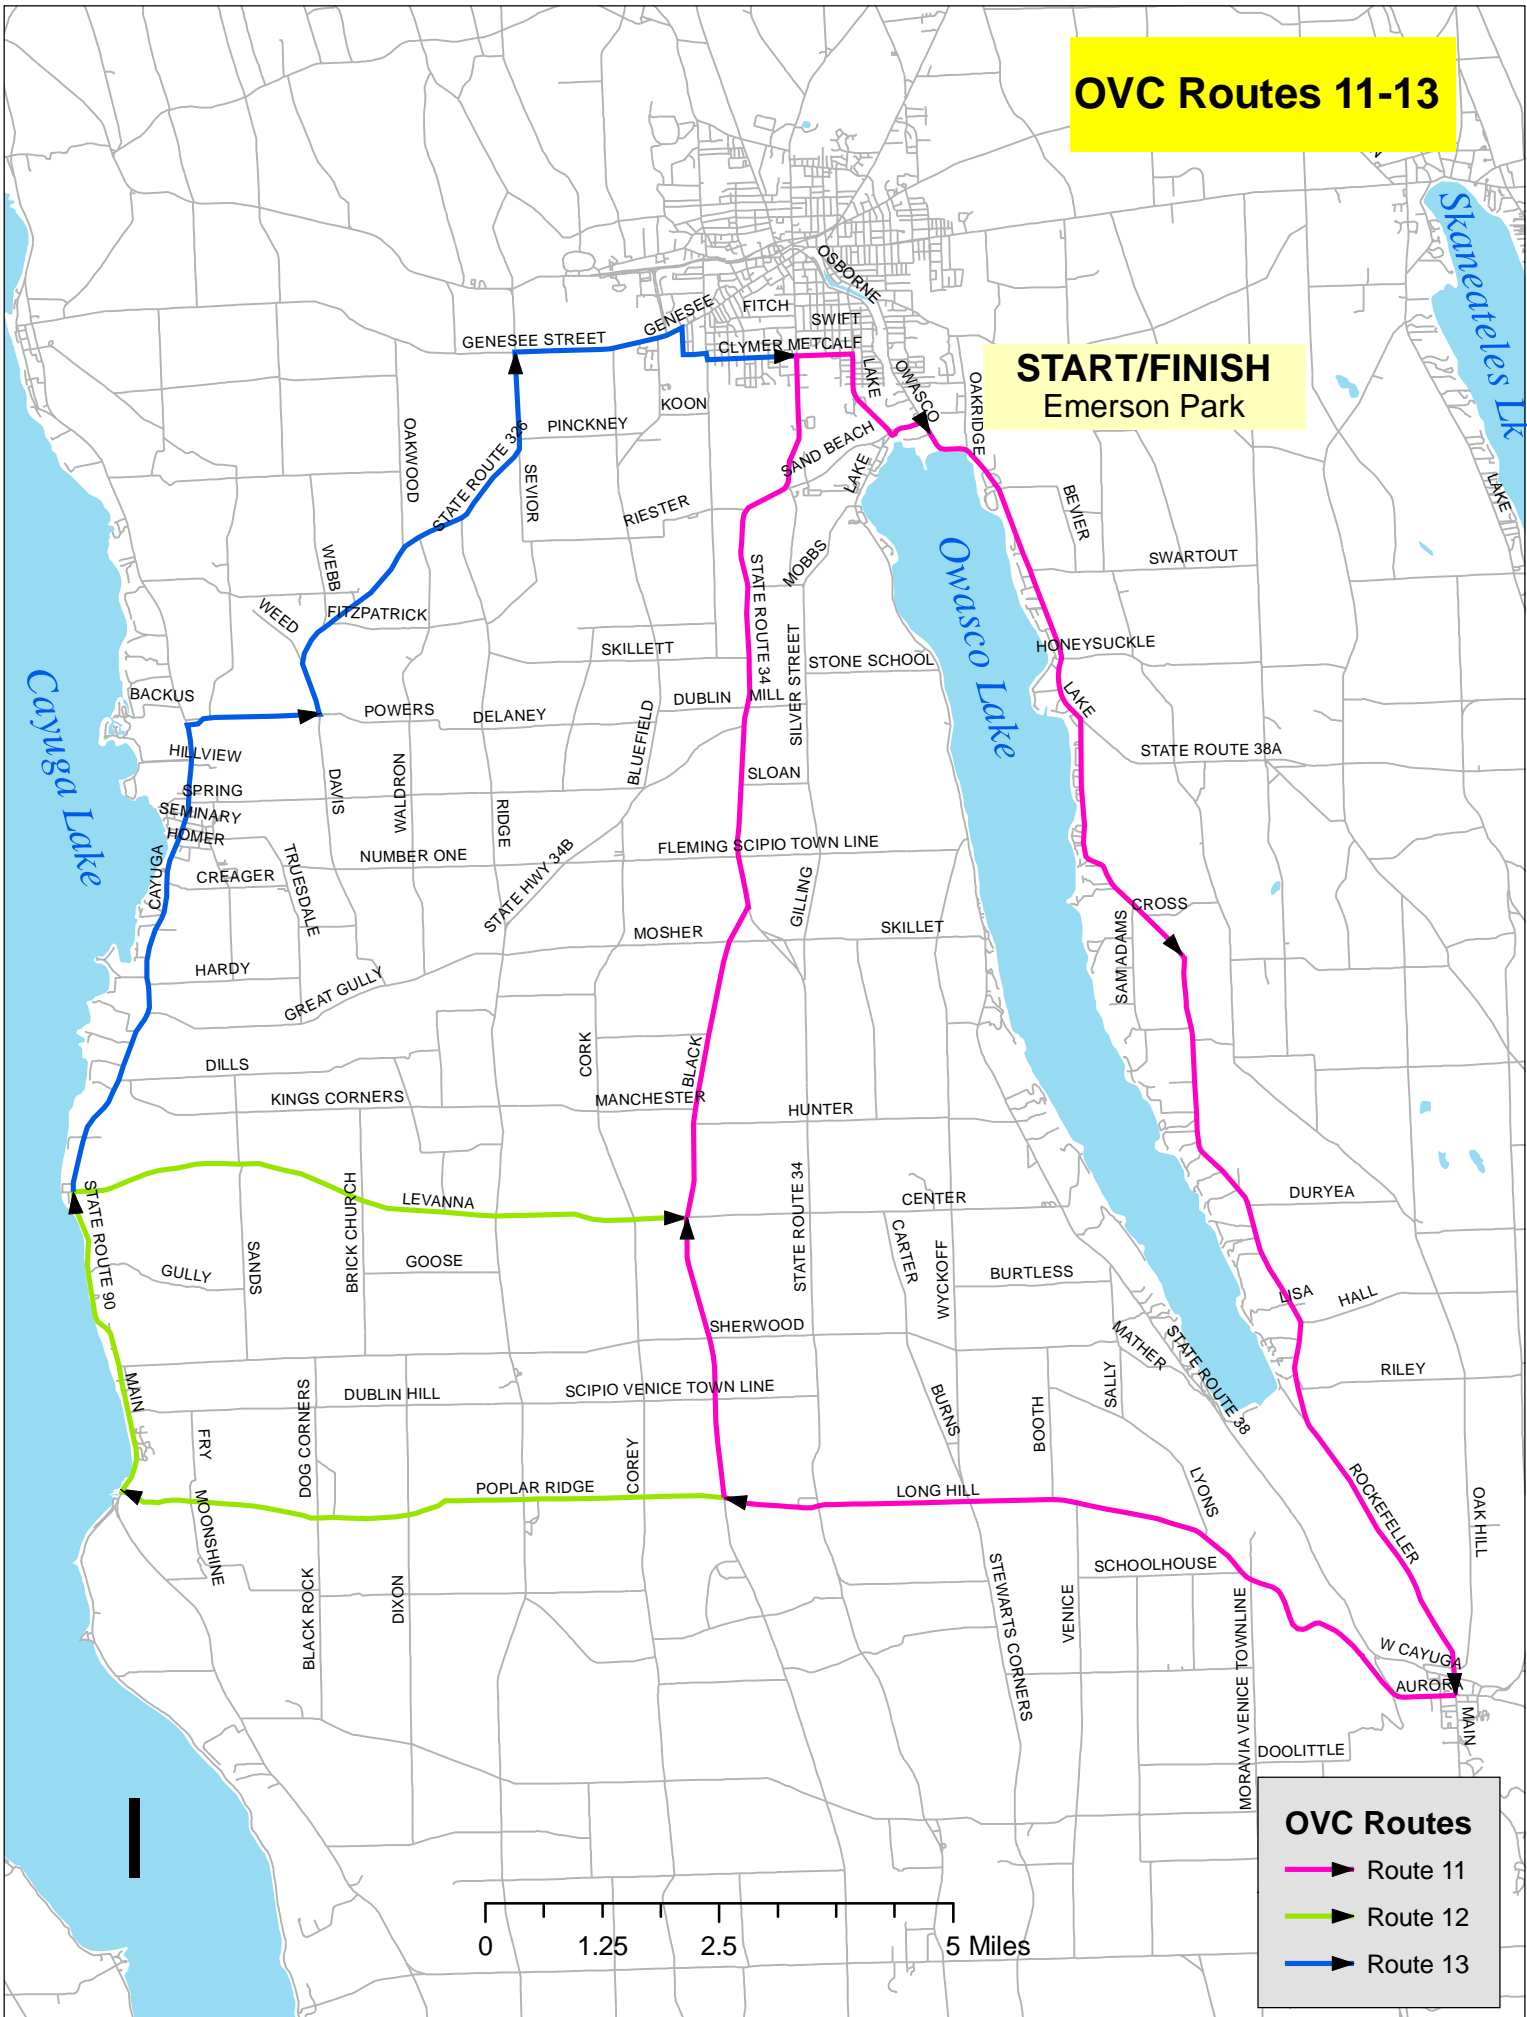 OVC Routes 11-13
Skaneateles Lk
OSBORNE
FITCH
GENESEE
SWIFT
GENESEE STREET
CLYMER METCALF
START/FINISH
Emerson Park
LAKE
OWASCO
OAKRIDGE
KOON
PINCKNEY
OAKWOOD
STATE ROUTE 326
SAND BEACH
LAKE
SEVIOR
BEVIER
LAKE
RIESTER
SWARTOUT
WEBB
MOBBS
STATE ROUTE 34
Owasco Lake
WEED
FITZPATRICK
SKILLETT
SILVER STREET
STONE SCHOOL
HONEYSUCKLE
Cayuga Lake
BACKUS
POWERS
DELANEY
DUBLIN
MILL
LAKE
BLUEFIELD
STATE ROUTE 38A
HILLVIEW
SPRING
DAVIS
WALDRON
SLOAN
SEMINARY
HOMER
RIDGE
NUMBER ONE
STATE HWY 34B
FLEMING SCIPIO TOWN LINE
CAYUGA
CREAGER
TRUESDALE
GILLING
CROSS
MOSHER
SKILLET
SAM ADAMS
HARDY
GREAT GULLY
CORK
BLACK
DILLS
KINGS CORNERS
MANCHESTER
HUNTER
STATE ROUTE 90
BRICK CHURCH
LEVANNA
STATE ROUTE 34
CENTER
DURYEA
CARTER
WYCKOFF
GULLY
SANDS
GOOSE
BURTLESS
LISA
HALL
SHERWOOD
MATHER
STATE ROUTE 38
MAIN
DUBLIN HILL
SCIPIO VENICE TOWN LINE
BURNS
SALLY
RILEY
FRY
DOG CORNERS
COREY
BOOTH
MOONSHINE
POPLAR RIDGE
LONG HILL
LYONS
ROCKEFELLER
OAK HILL
BLACK ROCK
DIXON
STEWARTS CORNERS
VENICE
SCHOOLHOUSE
MORAVIA VENICE TOWNLINE
W CAYUGA
AURORA
MAIN
DOOLITTLE
OVC Routes
Route 11
Route 12
Route 13
0 1.25 2.5 5 Miles